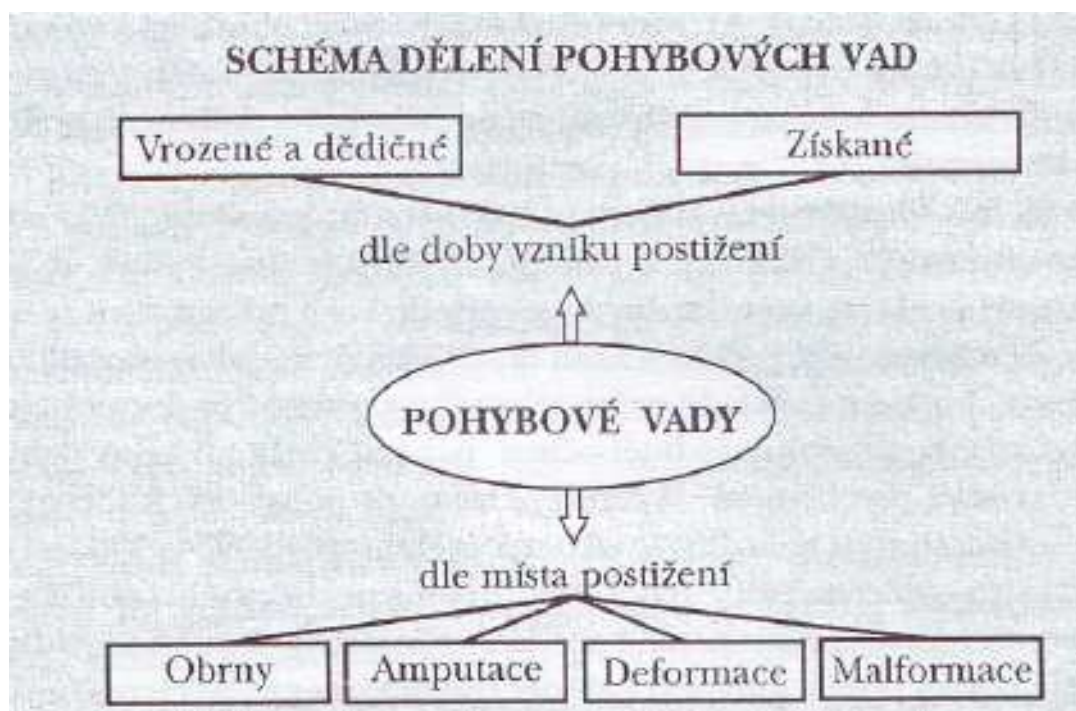 SCHÉMA DĚLENÍ POHYBOVÝCH VAD
Vrozené a dědičné
Získané
dle doby vzniku postižení
POHYBOVÉ VADY
dle místa postižení
Obrny
Amputace
Deformace
Malformace